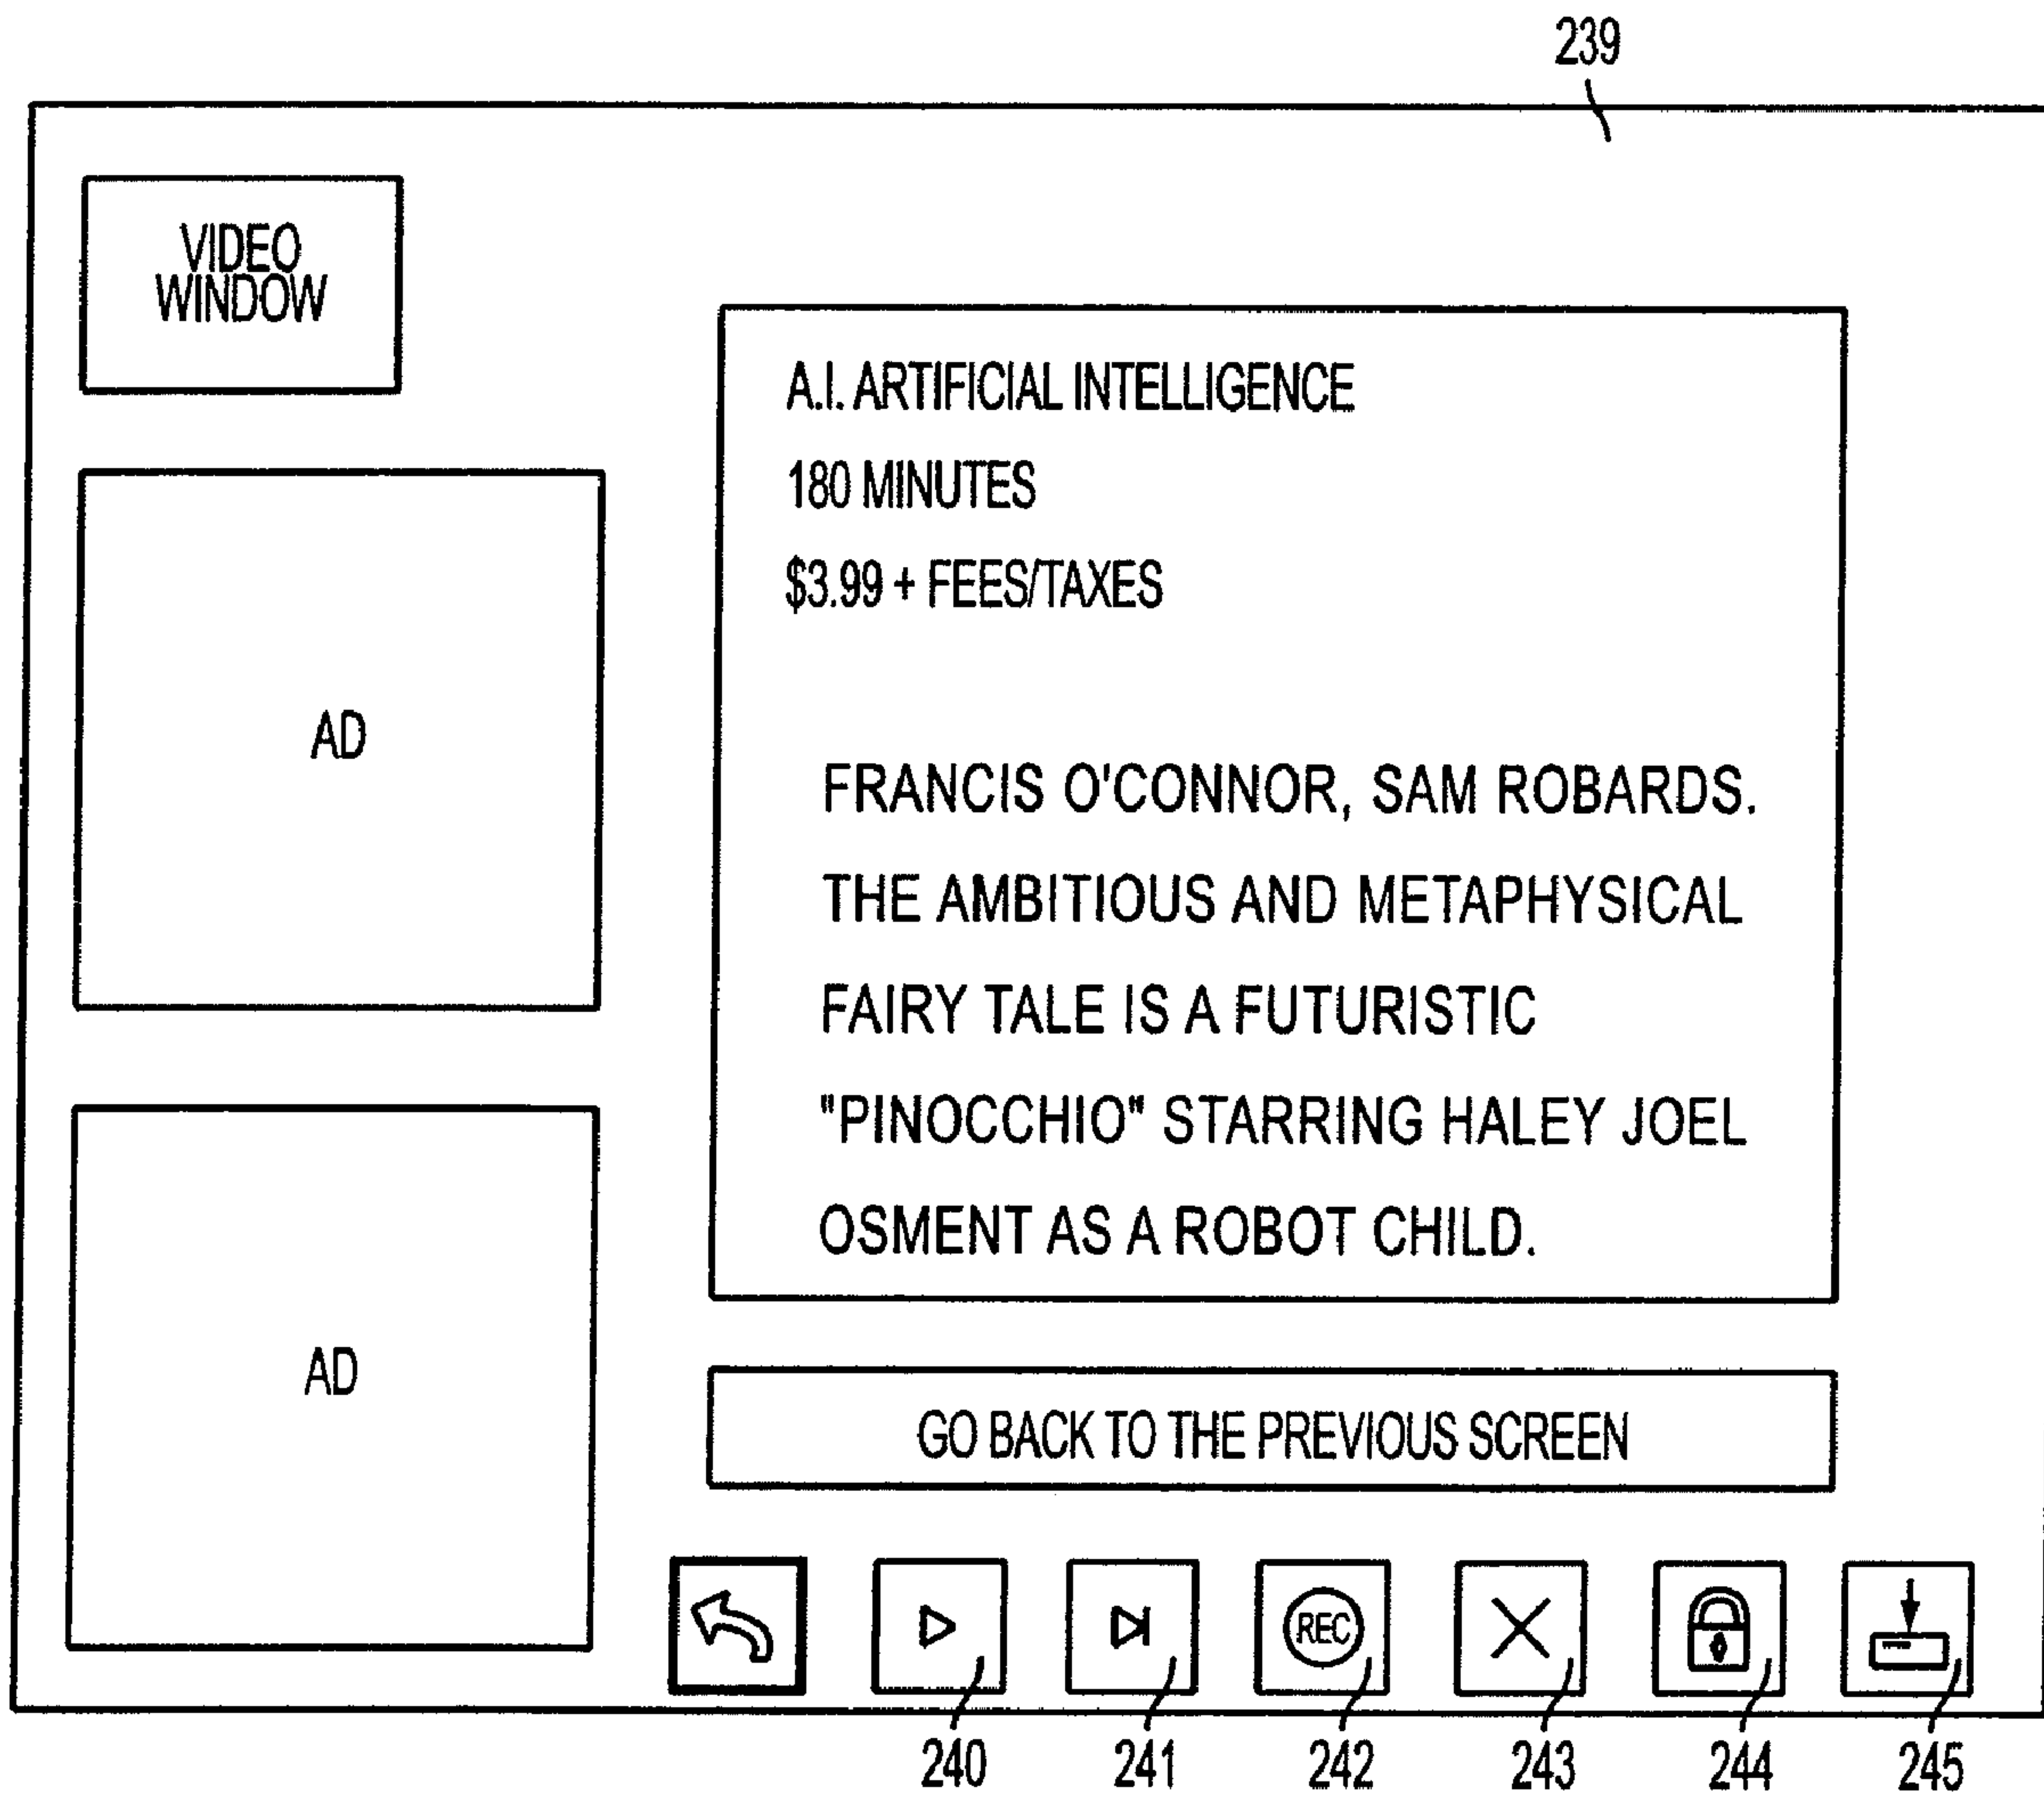 239
VIDEO
WINDOW
A.I. ARTIFICIAL INTELLIGENCE
180 MINUTES
$3.99 + FEES/TAXES
AD
FRANCIS O'CONNOR, SAM ROBARDS.
THE AMBITIOUS AND METAPHYSICAL
FAIRY TALE IS A FUTURISTIC
"PINOCCHIO" STARRING HALEY JOEL
OSMENT AS A ROBOT CHILD.
AD
GO BACK TO THE PREVIOUS SCREEN
REC
240 241 242 243 244 245